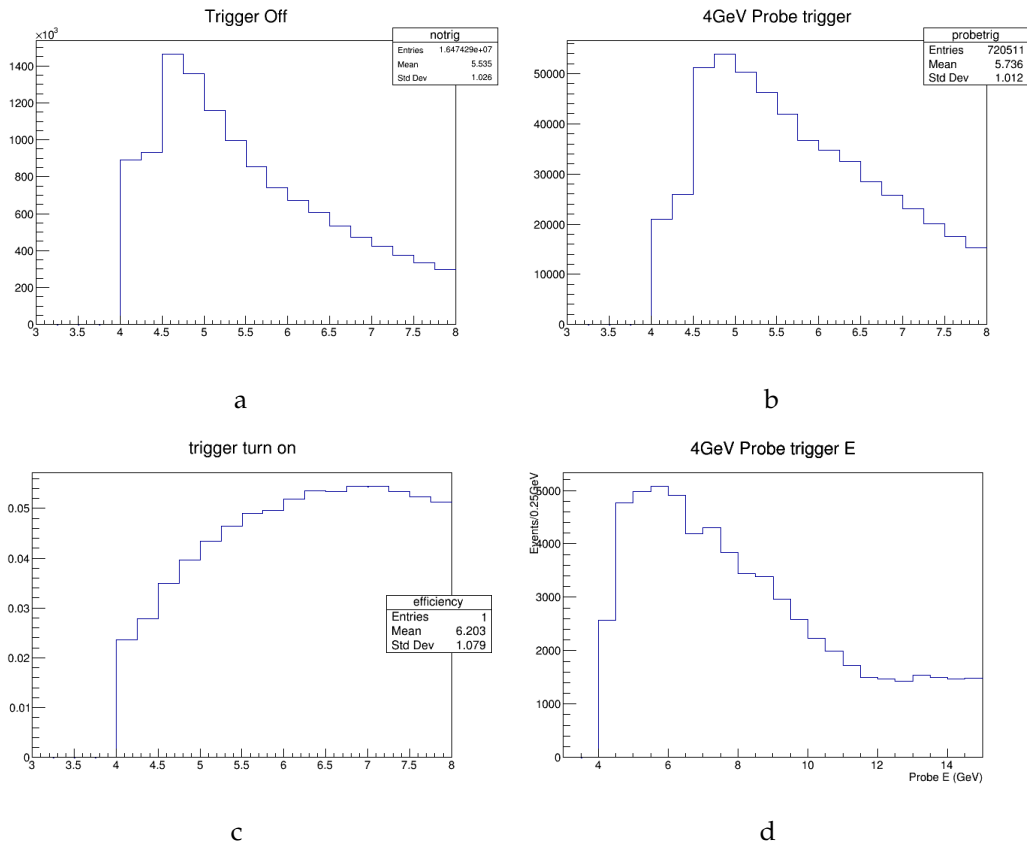 Trigger Off
×10³
notrig
Entries 1.647429e+07
Mean 5.535
Std Dev 1.026
1400
1200
1000
800
600
400
200
0
3 3.5 4 4.5 5 5.5 6 6.5 7 7.5 8
a
4GeV Probe trigger
probetrig
Entries 720511
Mean 5.736
Std Dev 1.012
50000
40000
30000
20000
10000
0
3 3.5 4 4.5 5 5.5 6 6.5 7 7.5 8
b
trigger turn on
0.05
0.04
0.03
0.02
0.01
0
efficiency
Entries 1
Mean 6.203
Std Dev 1.079
3 3.5 4 4.5 5 5.5 6 6.5 7 7.5 8
c
4GeV Probe trigger E
Events/0.25GeV
5000
4000
3000
2000
1000
0
4 6 8 10 12 14
Probe E (GeV)
d